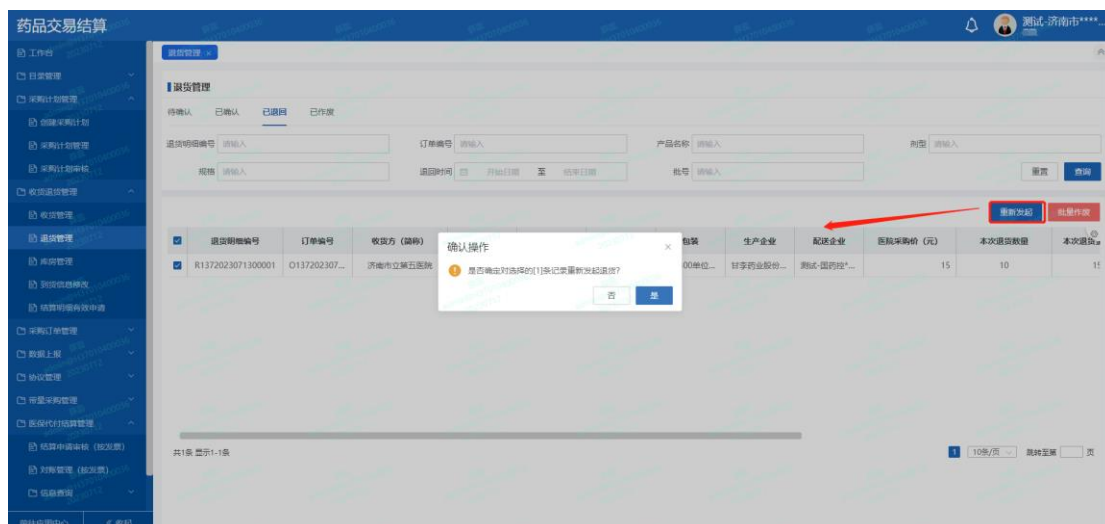 药品交易结算
测试-济南市****...
工作台
退货管理 ×
目录管理
采购计划管理
创建采购计划
采购计划管理
采购计划审核
收货退货管理
收货管理
退货管理
库房管理
到货信息修改
结算明细有效申请
采购订单管理
数据上报
协议管理
带量采购管理
医保代付结算管理
结算申请审核（按发票）
对账管理（按发票）
信息查询
收起
退货管理
待确认 已确认 已退回 已作废
退货明细编号 请输入 订单编号 请输入 产品名称 请输入 剂型 请输入
规格 请输入 退回时间 开始日期 至 结束日期 批号 请输入 重置 查询
重新发起 批量作废
退货明细编号 订单编号 收货方（简称） 包装 生产企业 配送企业 医院采购价（元） 本次退货数量 本次退货
R1372023071300001 O137202307... 济南市立第五医院 00单位... 甘李药业股份... 测试-国药控*... 15 10 15
确认操作 ×
是否确定对选择的[1]条记录重新发起退货?
否 是
共1条 显示1-1条 1 10条/页 跳转至第 页